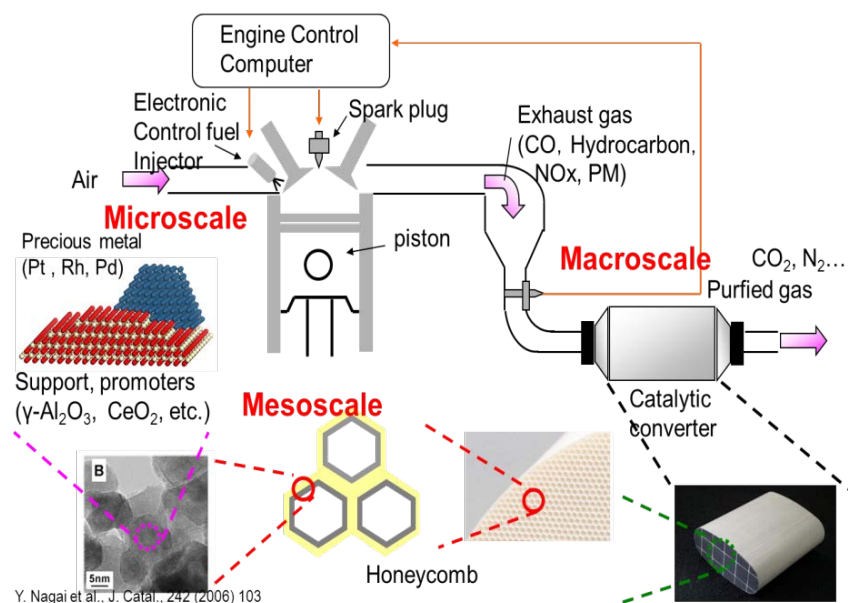 Engine Control
Computer
Electronic
Control fuel
Injector
Spark plug
Exhaust gas
(CO, Hydrocarbon,
NOx, PM)
Air
Microscale
Precious metal
(Pt , Rh, Pd)
piston
Macroscale
CO₂, N₂…
Purfied gas
Support, promoters
(γ-Al₂O₃, CeO₂, etc.)
Mesoscale
Catalytic
converter
B
5nm
Honeycomb
Y. Nagai et al., J. Catal., 242 (2006) 103